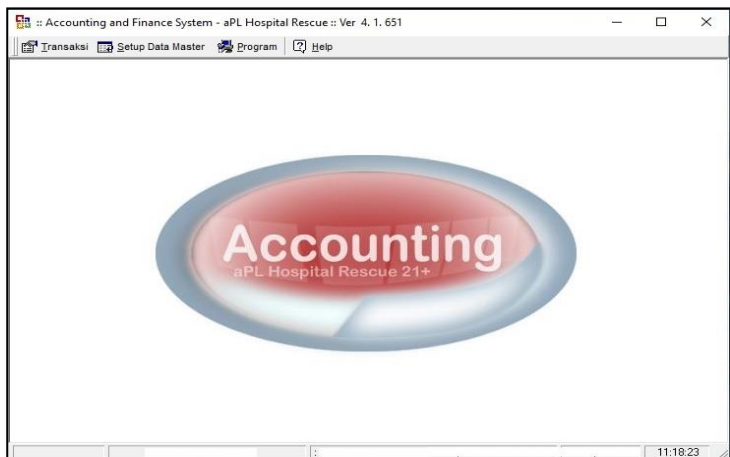 :: Accounting and Finance System - aPL Hospital Rescue :: Ver 4. 1. 651
Transaksi Setup Data Master Program Help
Accounting
aPL Hospital Rescue 21+
:
11:18:23